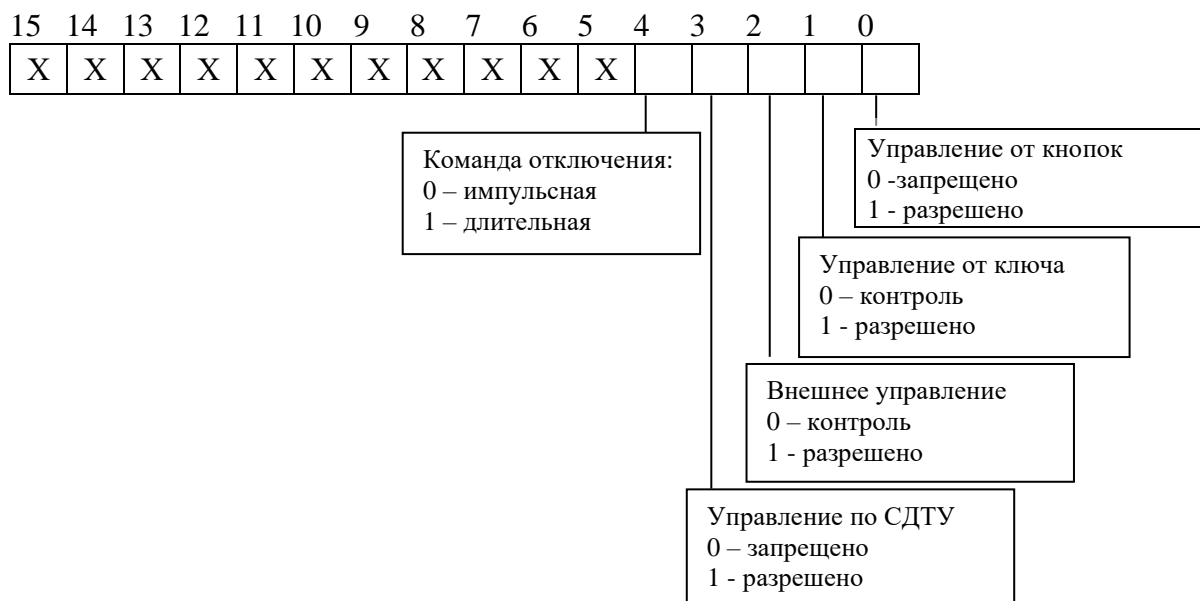 15 14 13 12 11 10 9 8 7 6 5 4 3 2 1 0
X X X X X X X X X X X
Команда отключения:
0 – импульсная
1 – длительная
Управление от кнопок
0 -запрещено
1 - разрешено
Управление от ключа
0 – контроль
1 - разрешено
Внешнее управление
0 – контроль
1 - разрешено
Управление по СДТУ
0 – запрещено
1 - разрешено